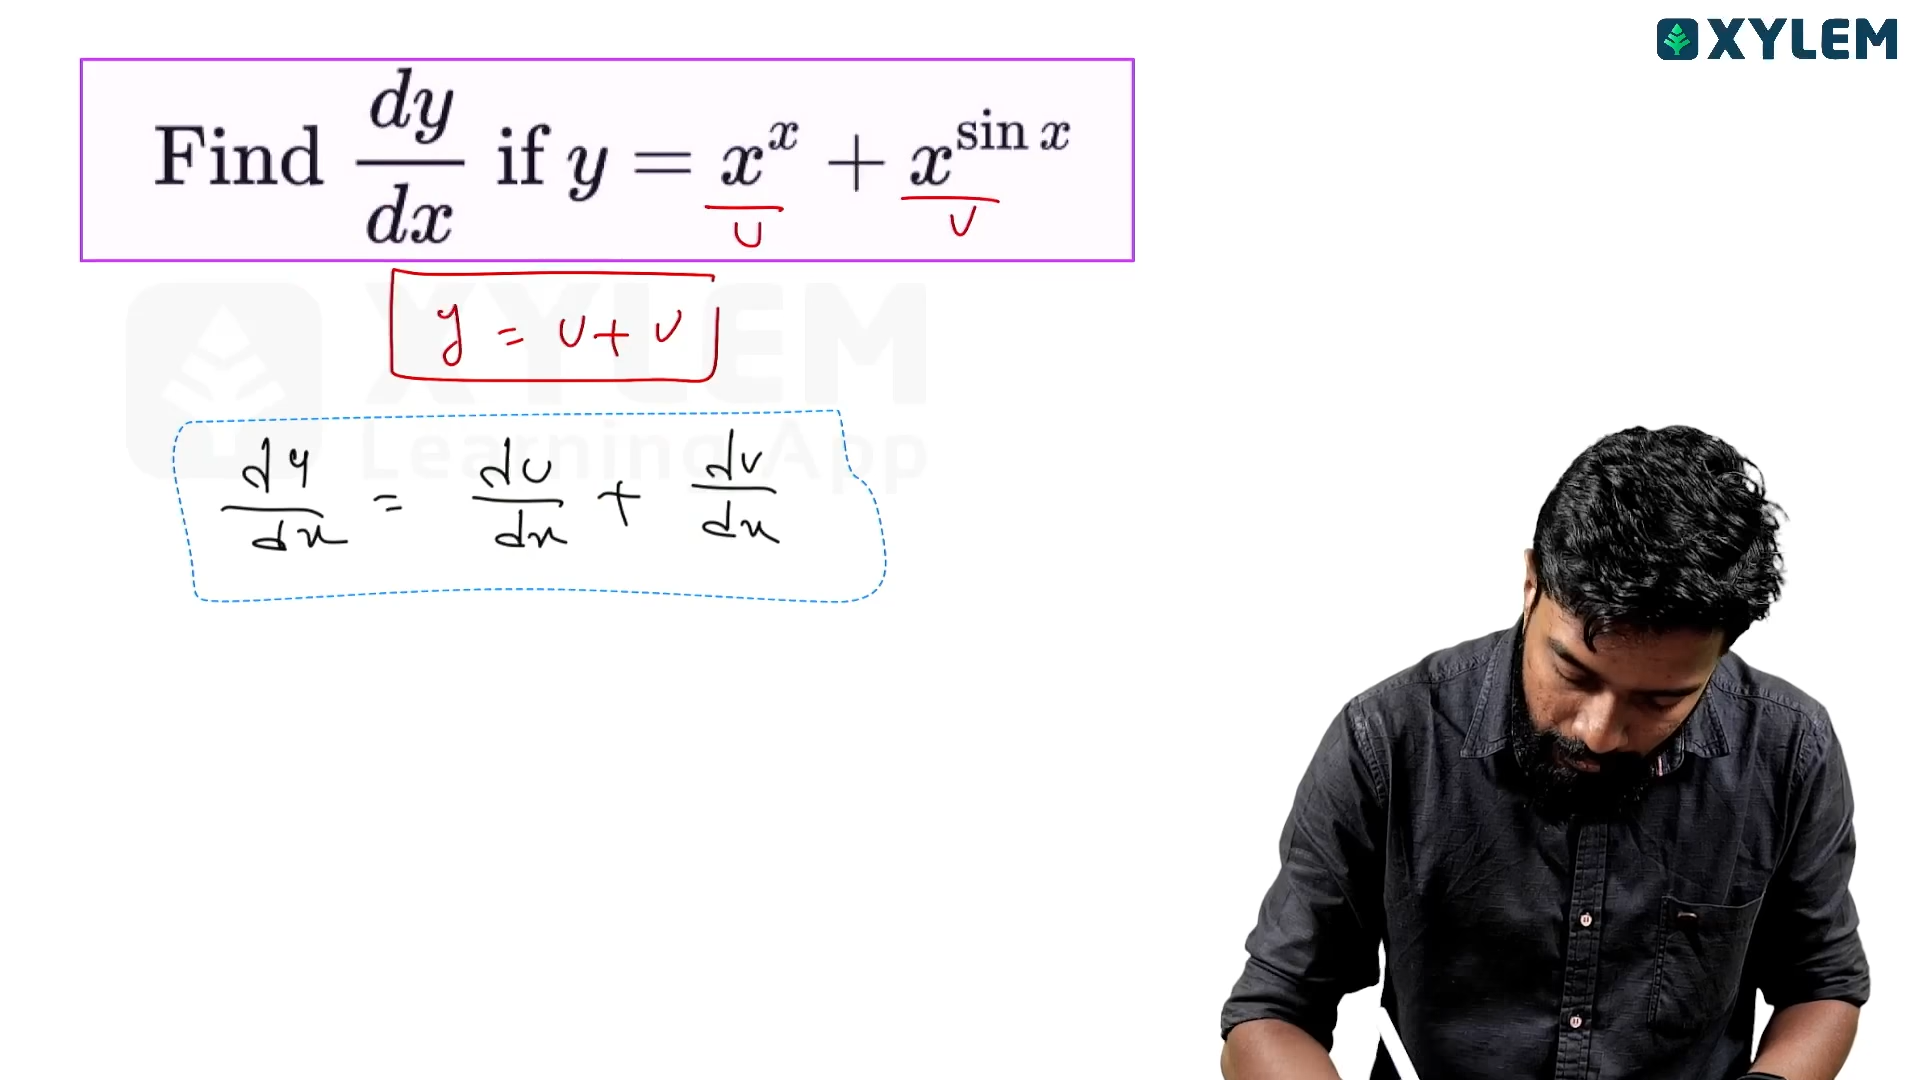 XYLEM
Find dy/dx if y = x^x + x^{sin x}
u v
y = u + v
XYLEM
Learning App
dy/dx = du/dx + dv/dx